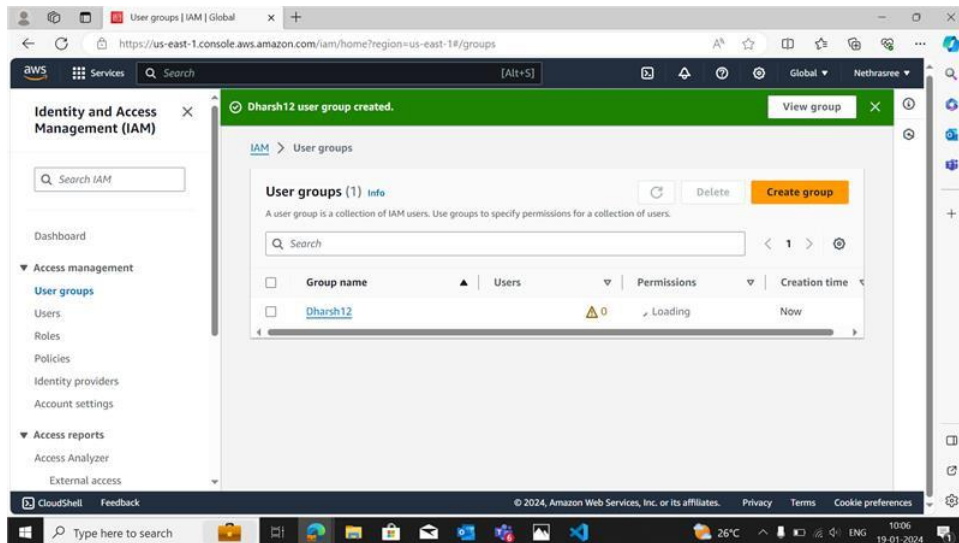 User groups | IAM | Global
https://us-east-1.console.aws.amazon.com/iam/home?region=us-east-1#/groups
aws
Services
Search
[Alt+S]
Global
Nethrasree
Identity and Access
Management (IAM)
Search IAM
Dashboard
Access management
User groups
Users
Roles
Policies
Identity providers
Account settings
Access reports
Access Analyzer
External access
Dharsh12 user group created.
View group
IAM > User groups
User groups (1) Info
Delete
Create group
A user group is a collection of IAM users. Use groups to specify permissions for a collection of users.
Search
1
Group name
Users
Permissions
Creation time
Dharsh12
0
Loading
Now
CloudShell
Feedback
© 2024, Amazon Web Services, Inc. or its affiliates.
Privacy
Terms
Cookie preferences
Type here to search
26°C
ENG
10:06
19-01-2024